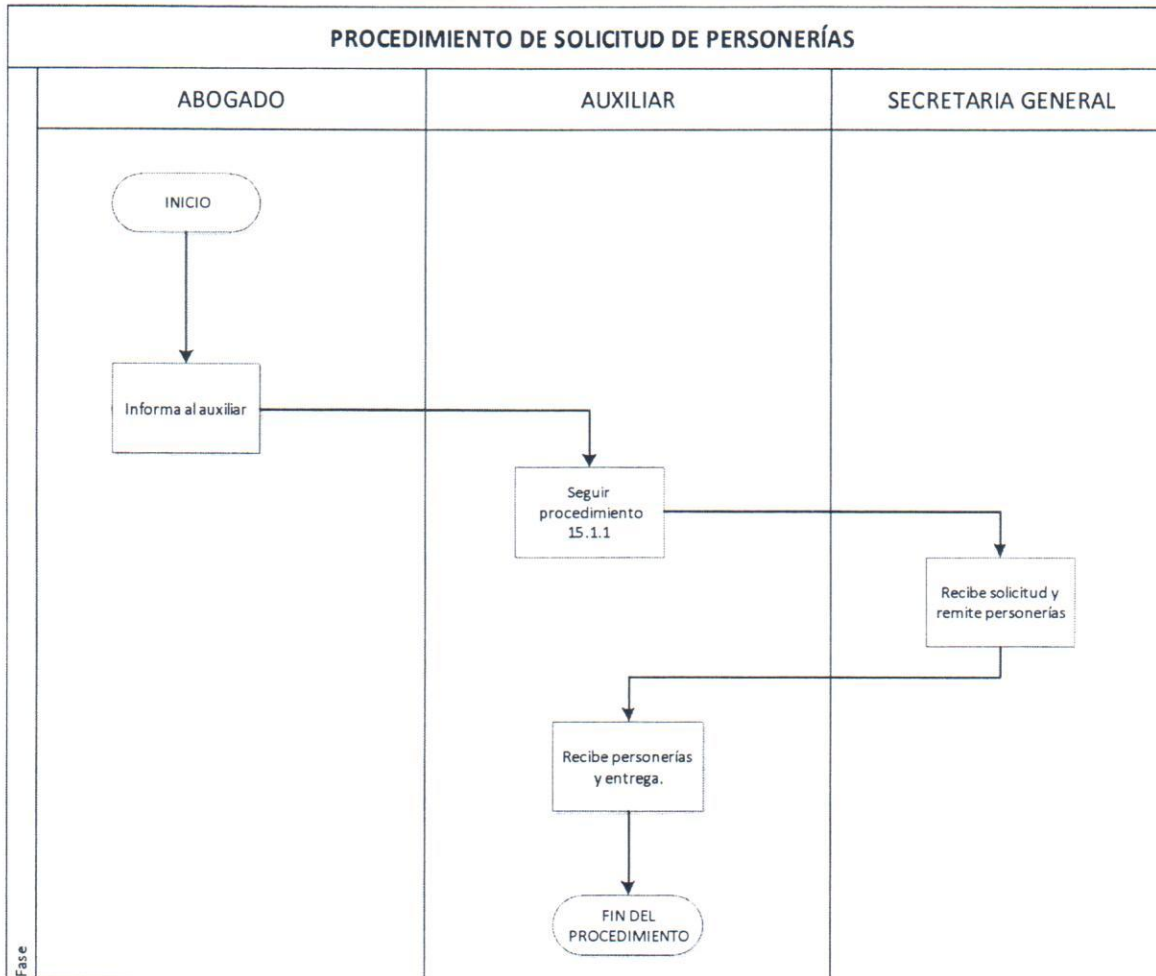 PROCEDIMIENTO DE SOLICITUD DE PERSONERÍAS
ABOGADO
AUXILIAR
SECRETARIA GENERAL
INICIO
Informa al auxiliar
Seguir
procedimiento
15.1.1
Recibe solicitud y
remite personerías
Recibe personerías
y entrega.
FIN DEL
PROCEDIMIENTO
Fase